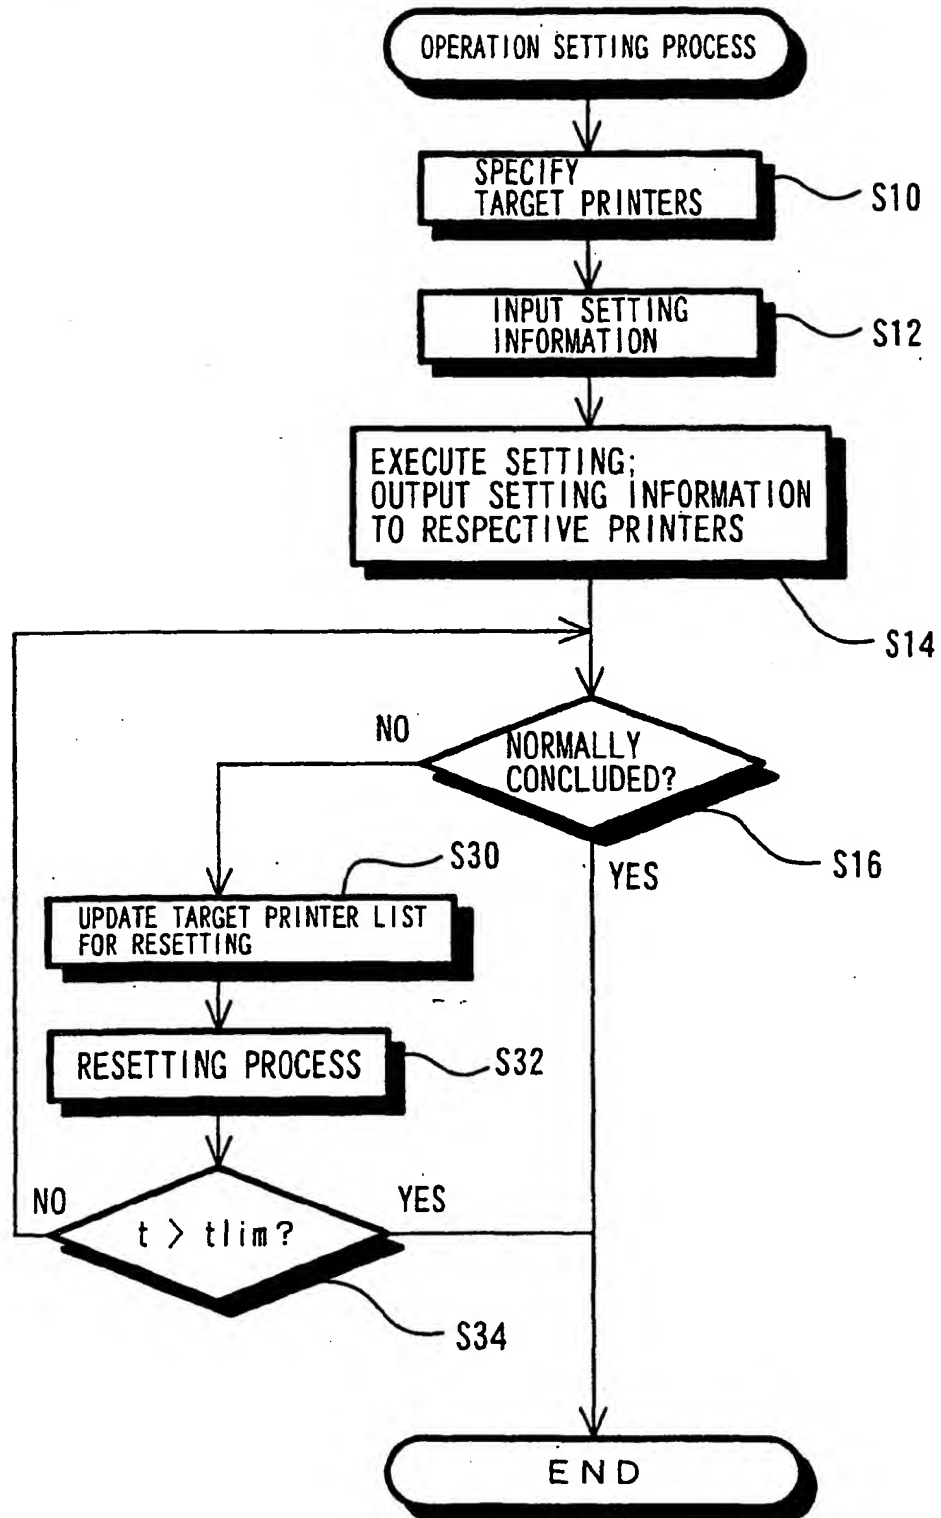 OPERATION SETTING PROCESS
SPECIFY
TARGET PRINTERS
S10
INPUT SETTING
INFORMATION
S12
EXECUTE SETTING;
OUTPUT SETTING INFORMATION
TO RESPECTIVE PRINTERS
S14
NO
NORMALLY
CONCLUDED?
S16
YES
S30
UPDATE TARGET PRINTER LIST
FOR RESETTING
RESETTING PROCESS
S32
NO
YES
t > tlim?
S34
END